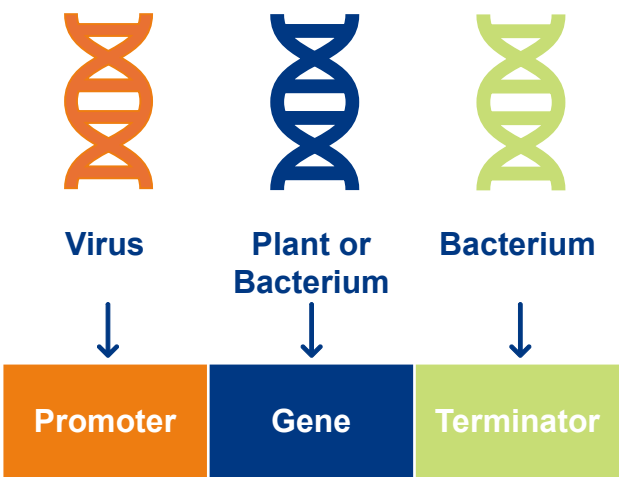 Virus
Plant or
Bacterium
Bacterium
Promoter
Gene
Terminator